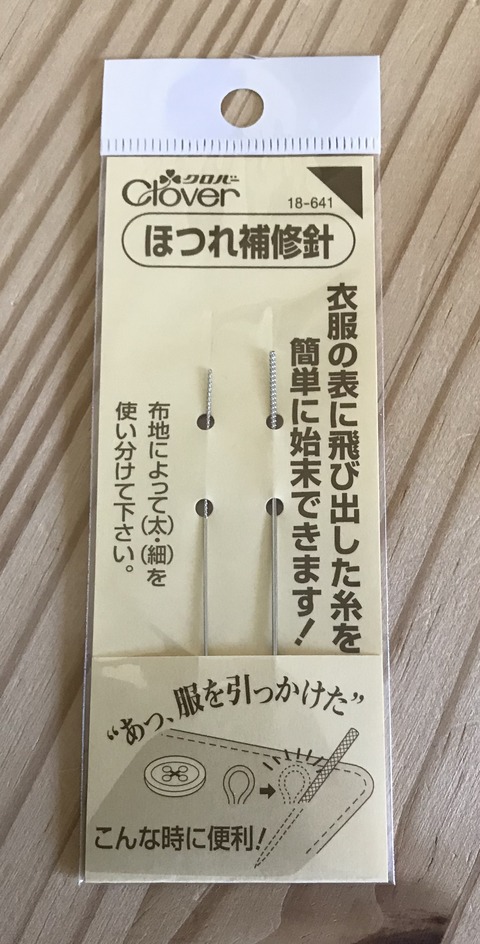 クロバー
Clover
18-641
ほつれ補修針
衣服の表に飛び出した糸を
簡単に始末できます!
布地によって(太)・(細)を
使い分けて下さい。
“あっ、服を引っかけた”
こんな時に便利!